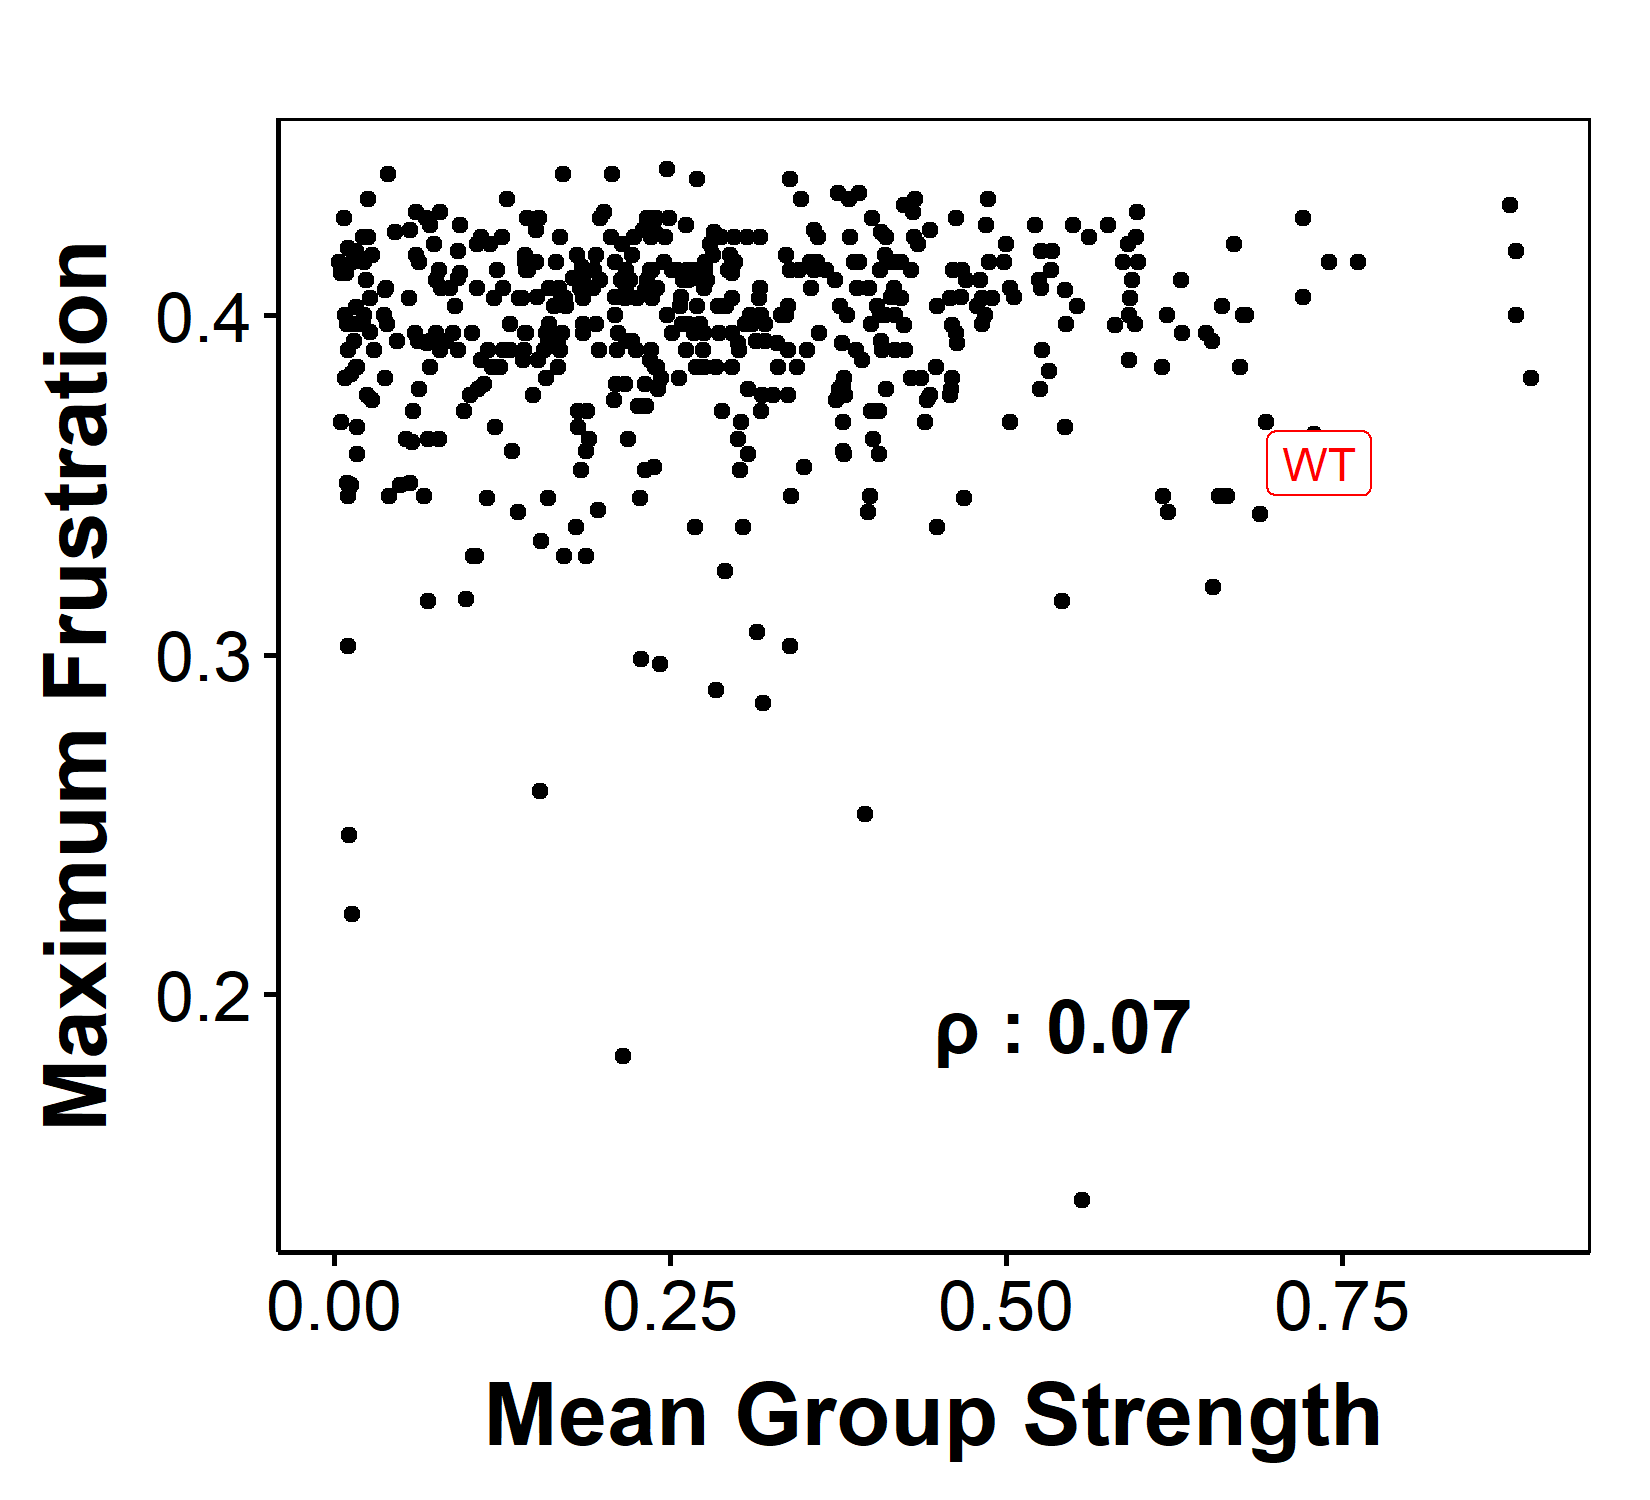 Maximum Frustration
0.4
0.3
0.2
WT
ρ : 0.07
0.00 0.25 0.50 0.75
Mean Group Strength